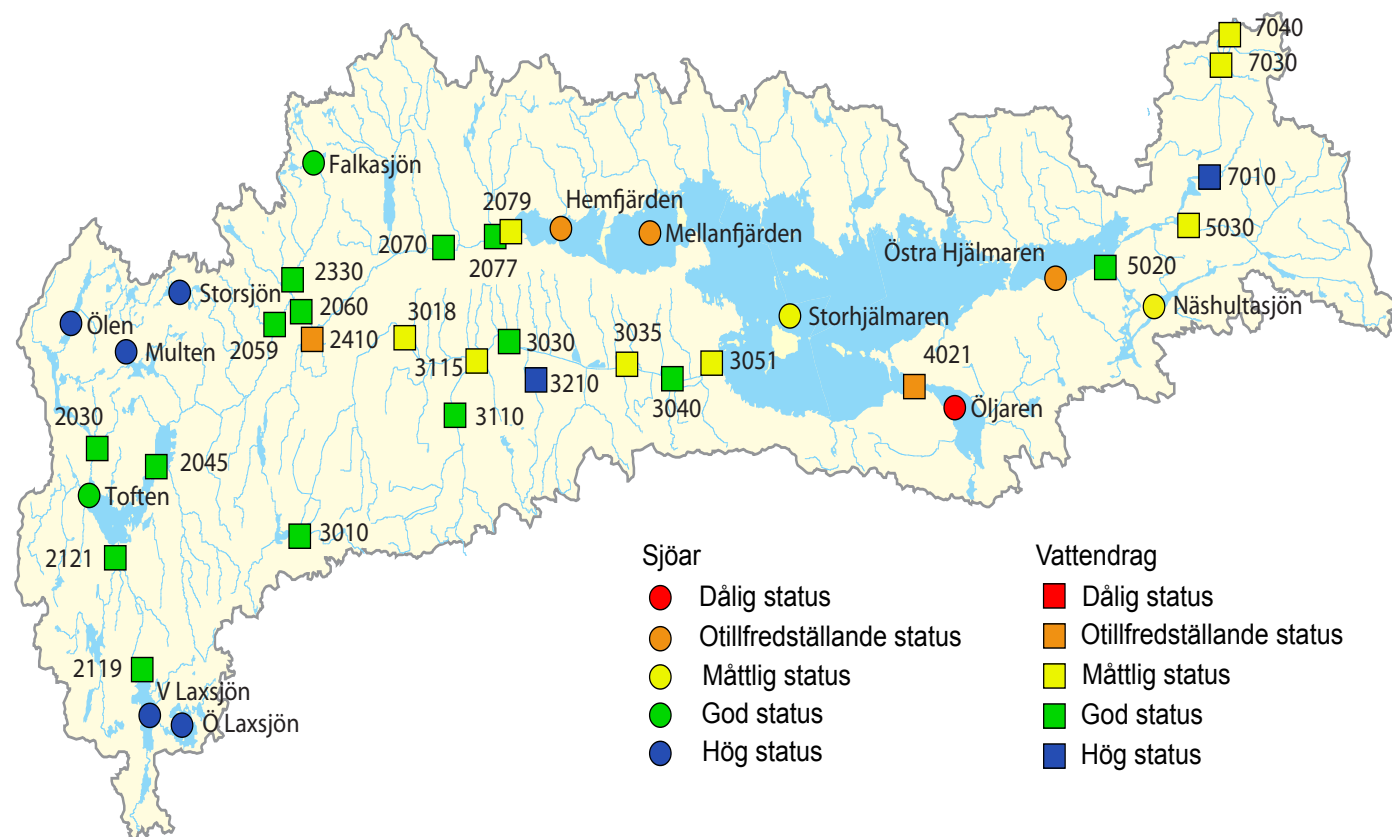 7040
7030
Falkasjön
7010
2079
Hemfjärden
5030
2070
2077
Mellanfjärden
Östra Hjälmaren
5020
2330
Storsjön
2060
Näshultasjön
Ölen
3018
Storhjälmaren
2059
2410
Multen
3030
3035
3051
3115
3210
4021
3040
Öljaren
3110
2030
2045
Toften
3010
2121
2119
V Laxsjön
Ö Laxsjön
Sjöar
Dålig status
Otillfredställande status
Måttlig status
God status
Hög status
Vattendrag
Dålig status
Otillfredställande status
Måttlig status
God status
Hög status